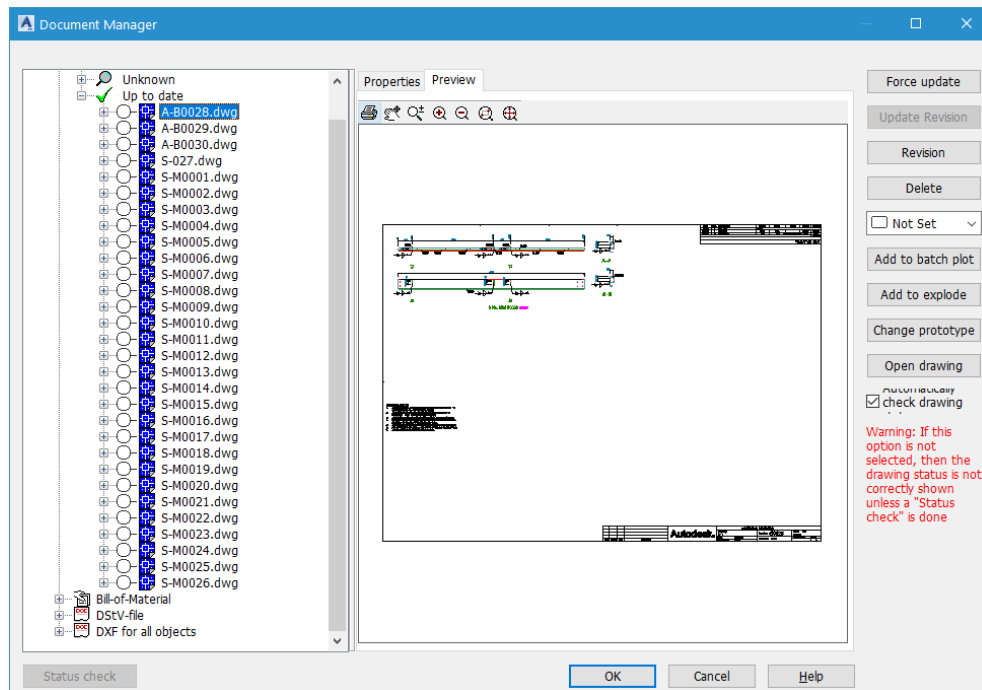 Document Manager
Unknown
Up to date
A-B0028.dwg
A-B0029.dwg
A-B0030.dwg
S-027.dwg
S-M0001.dwg
S-M0002.dwg
S-M0003.dwg
S-M0004.dwg
S-M0005.dwg
S-M0006.dwg
S-M0007.dwg
S-M0008.dwg
S-M0009.dwg
S-M0010.dwg
S-M0011.dwg
S-M0012.dwg
S-M0013.dwg
S-M0014.dwg
S-M0015.dwg
S-M0016.dwg
S-M0017.dwg
S-M0018.dwg
S-M0019.dwg
S-M0020.dwg
S-M0021.dwg
S-M0022.dwg
S-M0023.dwg
S-M0024.dwg
S-M0025.dwg
S-M0026.dwg
Bill-of-Material
DStV-file
DXF for all objects
Status check
Properties Preview
Autodesk
OK Cancel Help
Force update
Update Revision
Revision
Delete
Not Set
Add to batch plot
Add to explode
Change prototype
Open drawing
Automatically
check drawing
Warning: If this
option is not
selected, then the
drawing status is not
correctly shown
unless a "Status
check" is done